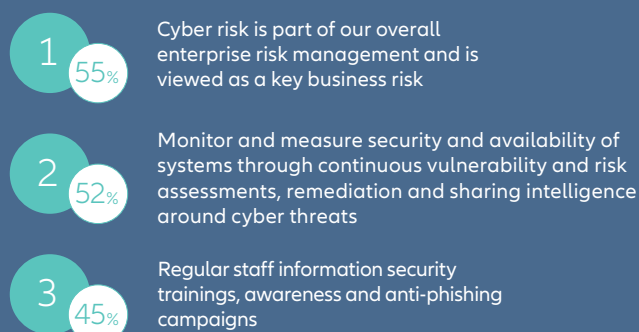 1
55%
Cyber risk is part of our overall
enterprise risk management and is
viewed as a key business risk
2
52%
Monitor and measure security and availability of
systems through continuous vulnerability and risk
assessments, remediation and sharing intelligence
around cyber threats
3
45%
Regular staff information security
trainings, awareness and anti-phishing
campaigns